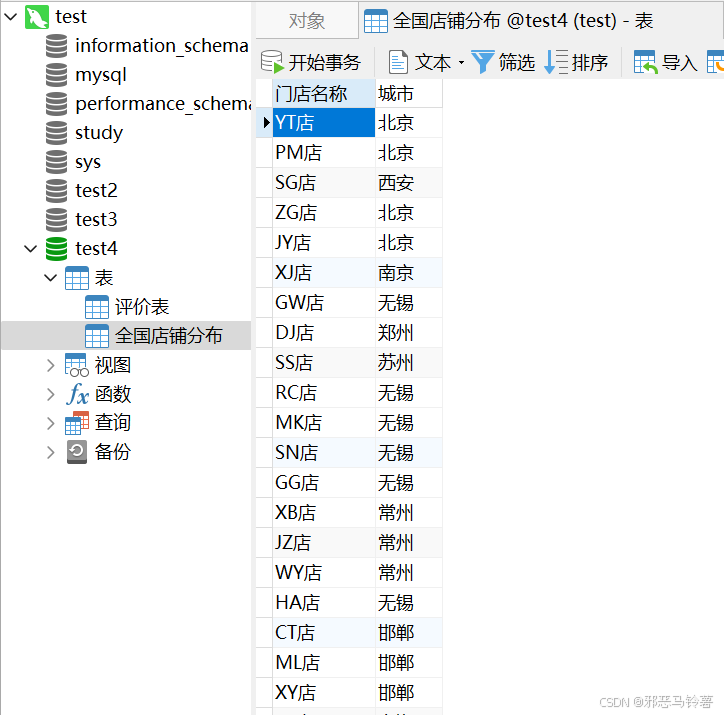 test
information_schema
mysql
performance_schema
study
sys
test2
test3
test4
表
评价表
全国店铺分布
视图
函数
查询
备份
对象
全国店铺分布 @test4 (test) - 表
开始事务 文本 筛选 排序 导入
门店名称 城市
YT店 北京
PM店 北京
SG店 西安
ZG店 北京
JY店 北京
XJ店 南京
GW店 无锡
DJ店 郑州
SS店 苏州
RC店 无锡
MK店 无锡
SN店 无锡
GG店 无锡
XB店 常州
JZ店 常州
WY店 常州
HA店 无锡
CT店 邯郸
ML店 邯郸
XY店 邯郸
CSDN @邪恶马铃薯